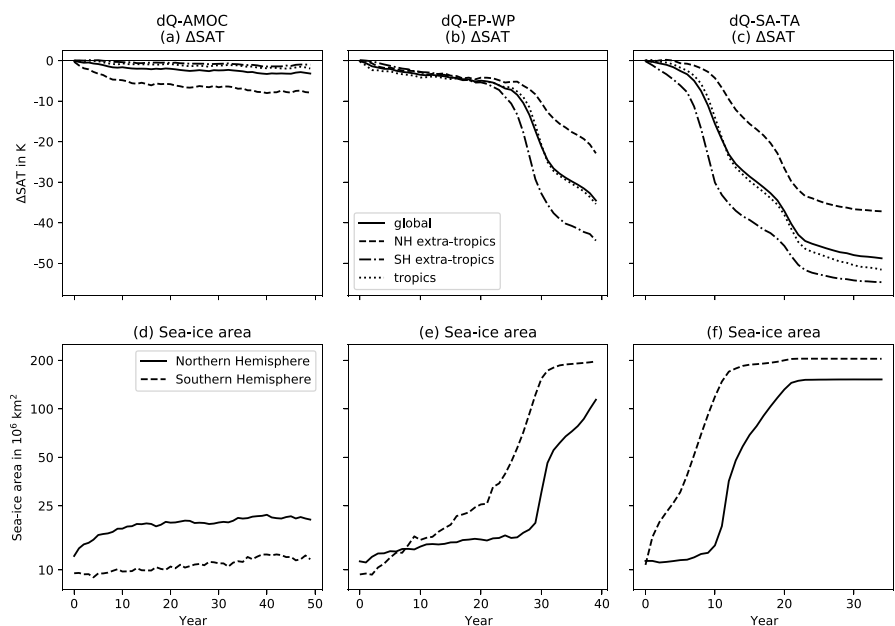 dQ-AMOC
(a) ΔSAT
dQ-EP-WP
(b) ΔSAT
dQ-SA-TA
(c) ΔSAT
ΔSAT in K
0
-10
-20
-30
-40
-50
global
NH extra-tropics
SH extra-tropics
tropics
(d) Sea-ice area
(e) Sea-ice area
(f) Sea-ice area
Sea-ice area in 10⁶ km²
200
100
50
25
10
Northern Hemisphere
Southern Hemisphere
0 10 20 30 40 50
Year
0 10 20 30 40
Year
0 10 20 30
Year